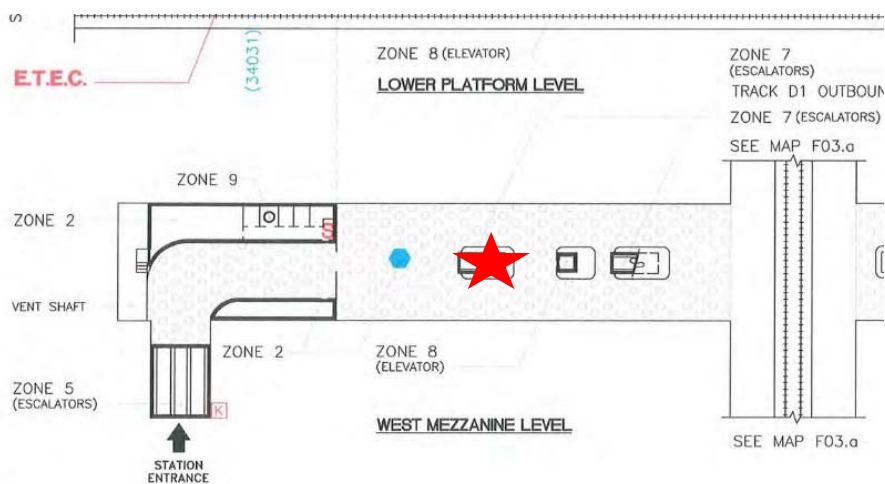 S
E.T.E.C.
(34031)
ZONE 8 (ELEVATOR)
LOWER PLATFORM LEVEL
ZONE 7
(ESCALATORS)
TRACK D1 OUTBOUN
ZONE 7 (ESCALATORS)
SEE MAP F03.a
ZONE 9
ZONE 2
S
VENT SHAFT
ZONE 2
ZONE 8
(ELEVATOR)
ZONE 5
(ESCALATORS)
K
WEST MEZZANINE LEVEL
SEE MAP F03.a
STATION
ENTRANCE